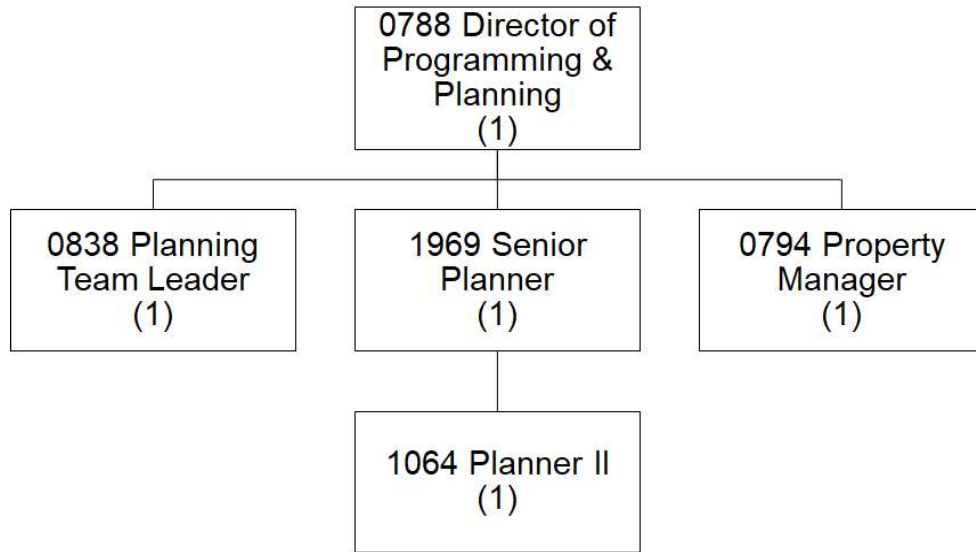 0788 Director of
Programming &
Planning
(1)
0838 Planning
Team Leader
(1)
1969 Senior
Planner
(1)
0794 Property
Manager
(1)
1064 Planner II
(1)